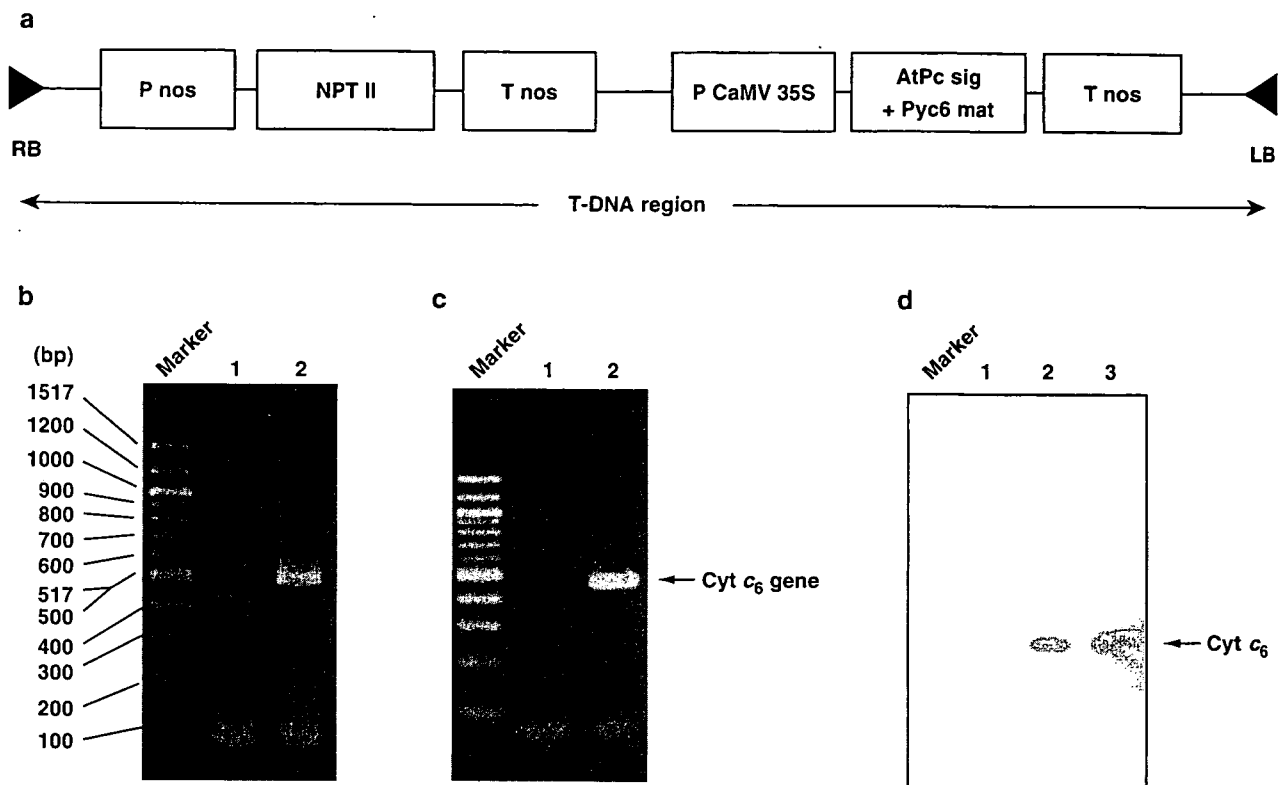 a
P nos
NPT II
T nos
P CaMV 35S
AtPc sig
+ Pyc6 mat
T nos
RB
LB
T-DNA region
b
(bp)
Marker
1
2
1517
1200
1000
900
800
700
600
517
500
400
300
200
100
c
Marker
1
2
Cyt c6 gene
d
Marker
1
2
3
Cyt c6